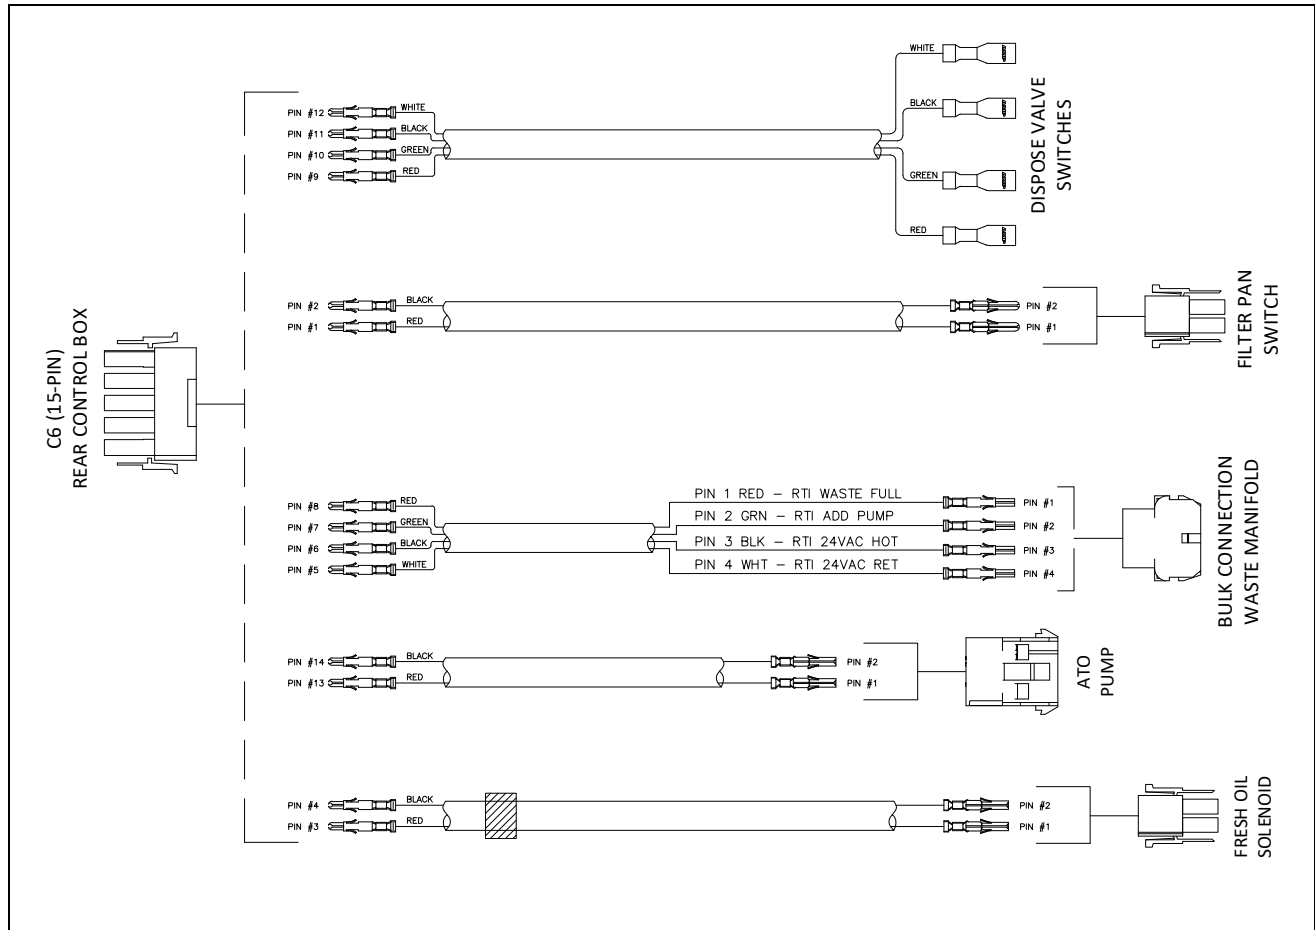 C6 (15-PIN)
REAR CONTROL BOX
PIN #12
WHITE
PIN #11
BLACK
PIN #10
GREEN
PIN #9
RED
WHITE
BLACK
GREEN
RED
DISPOSE VALVE
SWITCHES
PIN #2
BLACK
PIN #1
RED
PIN #2
PIN #1
FILTER PAN
SWITCH
PIN #8
RED
PIN #7
GREEN
PIN #6
BLACK
PIN #5
WHITE
PIN 1 RED – RTI WASTE FULL
PIN 2 GRN – RTI ADD PUMP
PIN 3 BLK – RTI 24VAC HOT
PIN 4 WHT – RTI 24VAC RET
PIN #1
PIN #2
PIN #3
PIN #4
BULK CONNECTION
WASTE MANIFOLD
PIN #14
BLACK
PIN #13
RED
PIN #2
PIN #1
ATO
PUMP
PIN #4
BLACK
PIN #3
RED
PIN #2
PIN #1
FRESH OIL
SOLENOID